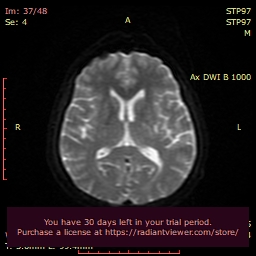 Im: 37/48
Se: 4
A
STP97
STP97
M
Ax DWI B 1000
R
L
You have 30 days left in your trial period.
Purchase a license at https://radiantviewer.com/store/